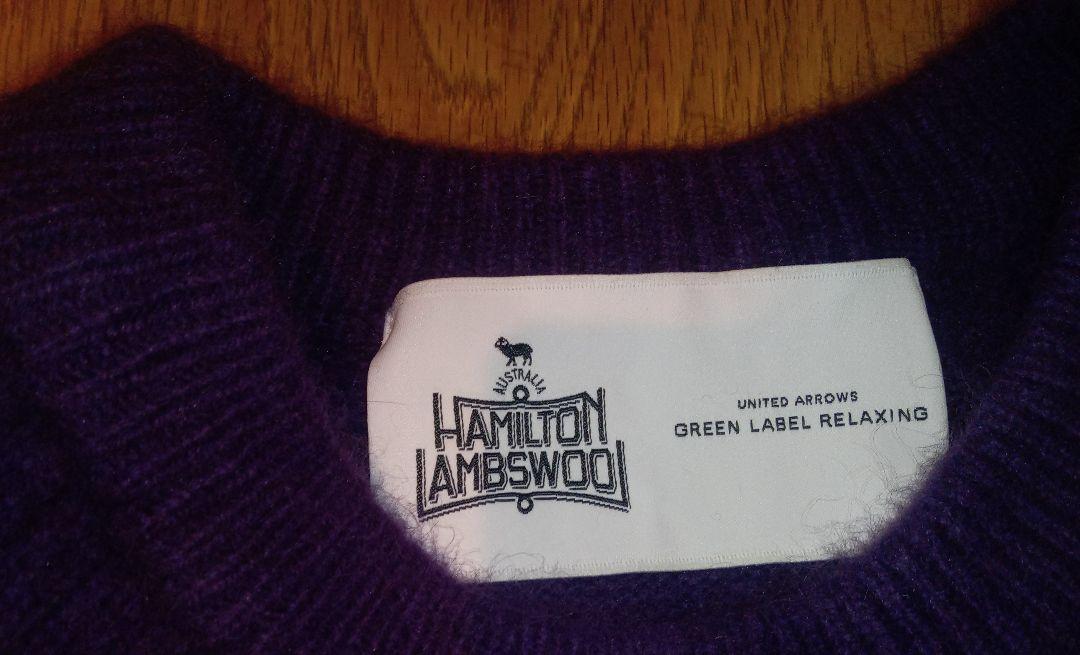 AUSTRALIA
HAMILTON
LAMBSWOOL
UNITED ARROWS
GREEN LABEL RELAXING